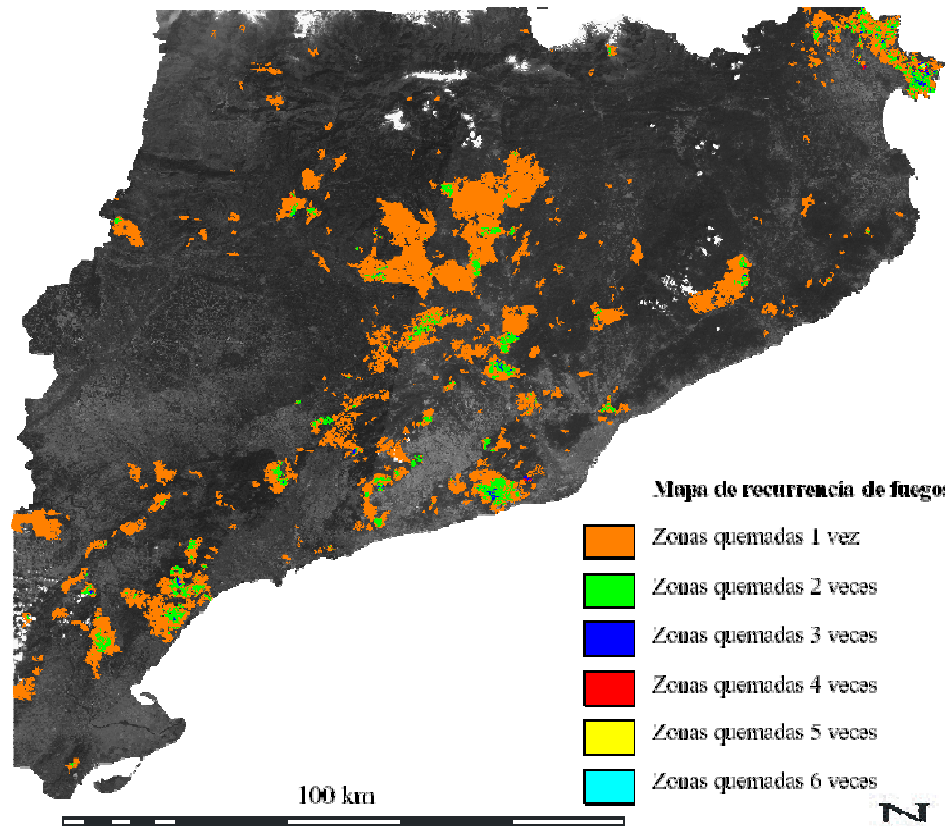 Mapa de recurrencia de fuegos
Zonas quemadas 1 vez
Zonas quemadas 2 veces
Zonas quemadas 3 veces
Zonas quemadas 4 veces
Zonas quemadas 5 veces
Zonas quemadas 6 veces
100 km
N